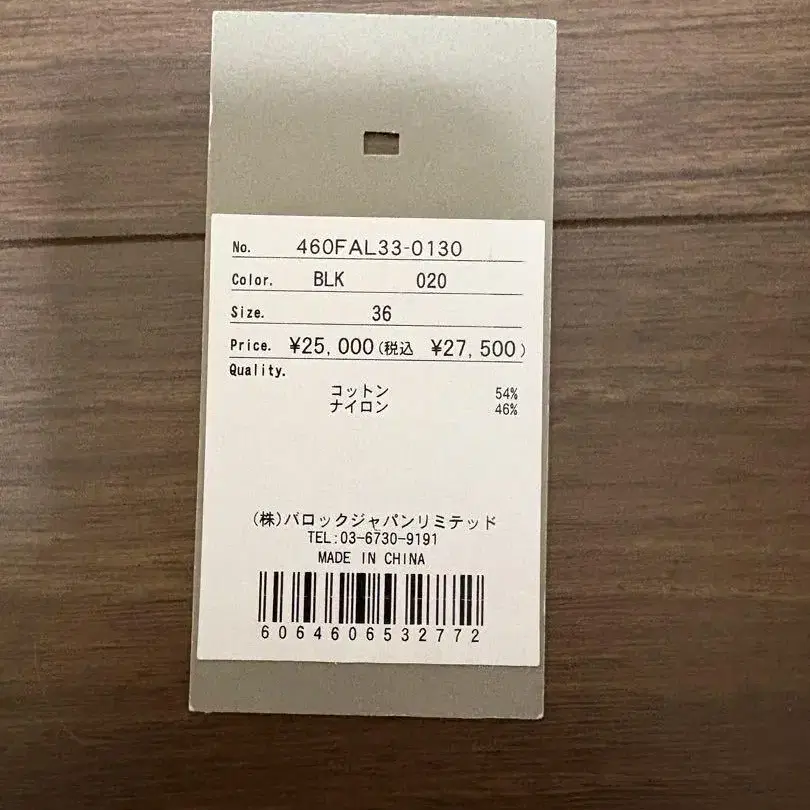 No. 460FAL33-0130
Color. BLK 020
Size. 36
Price. ¥25,000(税込 ¥27,500)
Quality.
コットン 54%
ナイロン 46%
(株)バロックジャパンリミテッド
TEL:03-6730-9191
MADE IN CHINA
6064606532772